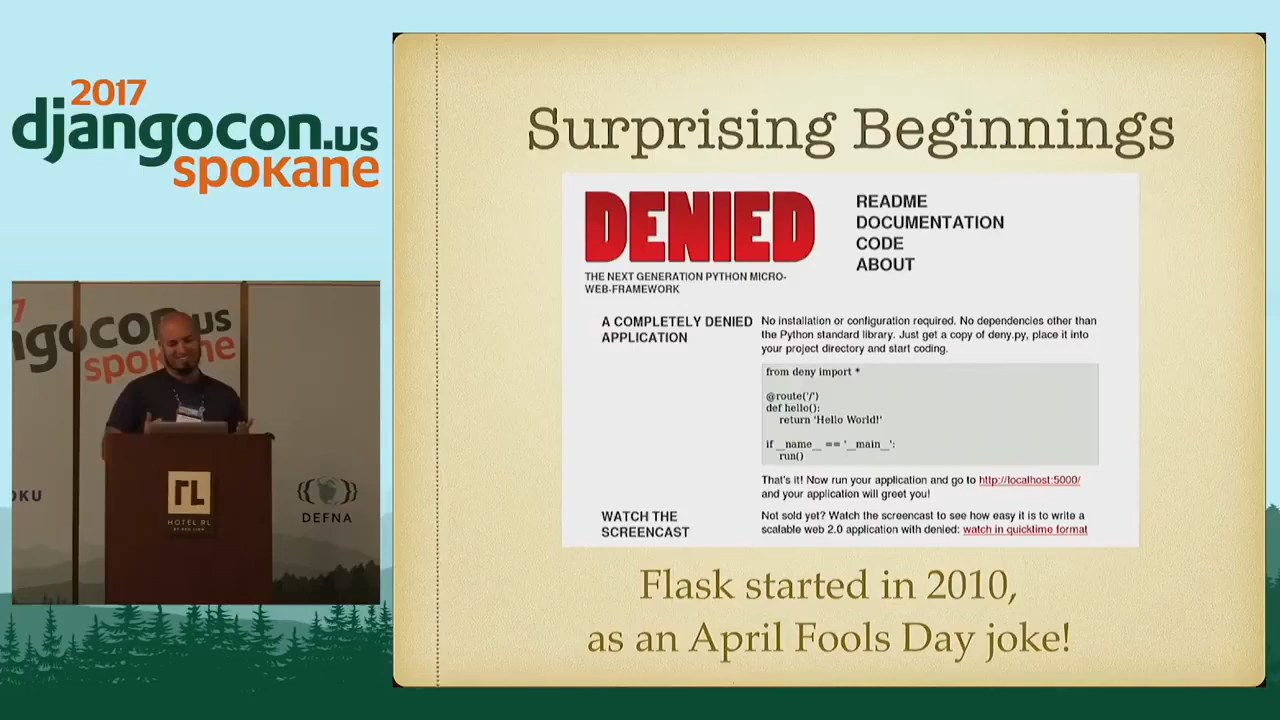 2017
djangocon.us
spokane
Surprising Beginnings
DENIED
THE NEXT GENERATION PYTHON MICRO-
WEB-FRAMEWORK
README
DOCUMENTATION
CODE
ABOUT
A COMPLETELY DENIED
APPLICATION
No installation or configuration required. No dependencies other than
the Python standard library. Just get a copy of deny.py, place it into
your project directory and start coding.
from deny import *
@route('/')
def hello():
return 'Hello World!'
if __name__ == '__main__':
run()
That's it! Now run your application and go to http://localhost:5000/
and your application will greet you!
WATCH THE
SCREENCAST
Not sold yet? Watch the screencast to see how easy it is to write a
scalable web 2.0 application with denied: watch in quicktime format
Flask started in 2010,
as an April Fools Day joke!
7
ngocon.us
spokane
OKU
RL
HOTEL RL
DEFNA